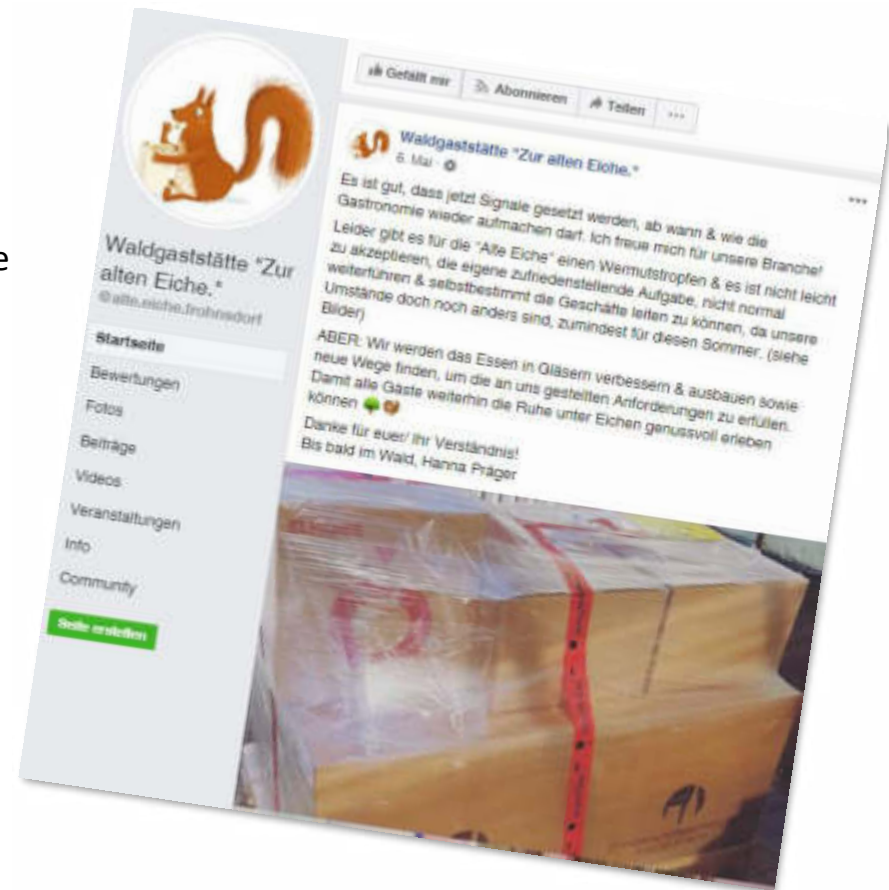 e
Gefällt mir
Abonnieren
Teilen
Waldgaststätte "Zur alten Eiche."
6. Mai
Es ist gut, dass jetzt Signale gesetzt werden, ab wann & wie die
Gastronomie wieder aufmachen darf. Ich freue mich für unsere Branche!
Leider gibt es für die "Alte Eiche" einen Wermutstropfen & es ist nicht leicht
zu akzeptieren, die eigene zufriedenstellende Aufgabe, nicht normal
weiterführen & selbstbestimmt die Geschäfte leiten zu können, da unsere
Umstände doch noch anders sind, zumindest für diesen Sommer. (siehe
Bilder)
ABER: Wir werden das Essen in Gläsern verbessern & ausbauen sowie
neue Wege finden, um die an uns gestellten Anforderungen zu erfüllen.
Damit alle Gäste weiterhin die Ruhe unter Eichen genussvoll erleben
können
Danke für euer/ Ihr Verständnis!
Bis bald im Wald, Hanna Präger
Waldgaststätte "Zur
alten Eiche."
@alte.eiche.frohnsdorf
Startseite
Bewertungen
Fotos
Beiträge
Videos
Veranstaltungen
Info
Community
Seite erstellen